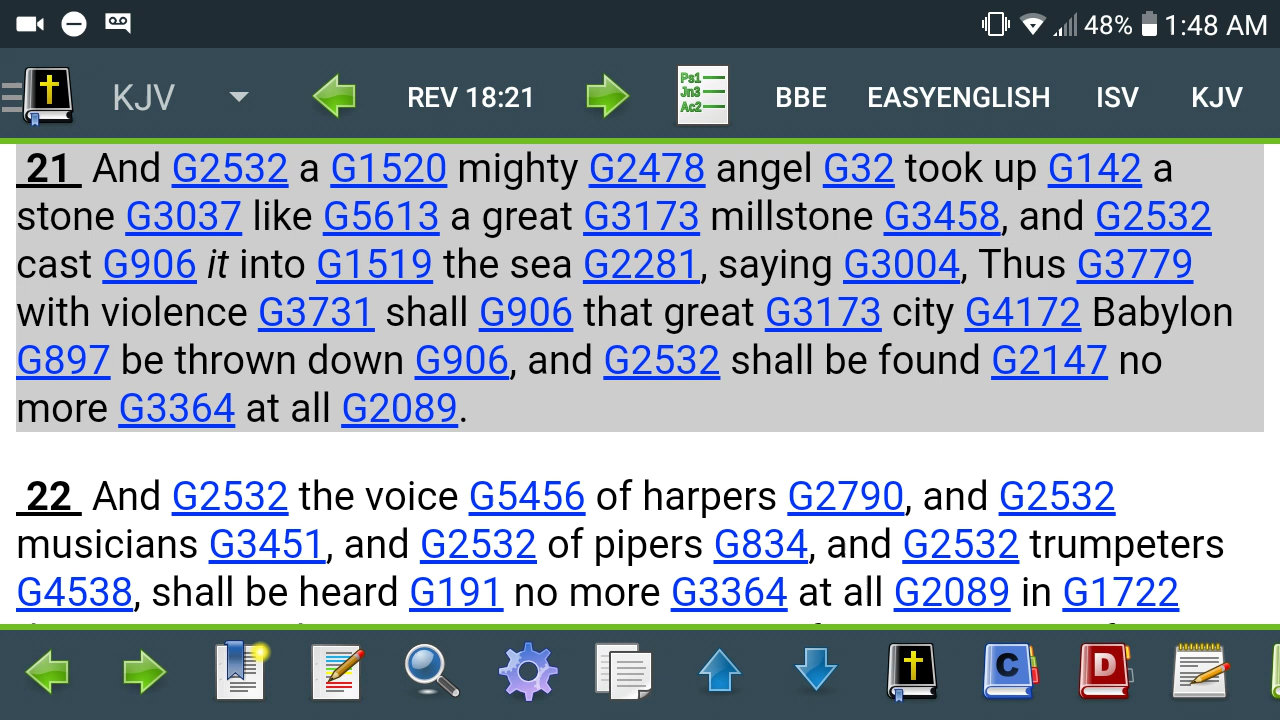 48% 1:48 AM
KJV REV 18:21 Ps1 Jn3 Ac2 BBE EASYENGLISH ISV KJV
21 And G2532 a G1520 mighty G2478 angel G32 took up G142 a
stone G3037 like G5613 a great G3173 millstone G3458, and G2532
cast G906 it into G1519 the sea G2281, saying G3004, Thus G3779
with violence G3731 shall G906 that great G3173 city G4172 Babylon
G897 be thrown down G906, and G2532 shall be found G2147 no
more G3364 at all G2089.
22 And G2532 the voice G5456 of harpers G2790, and G2532
musicians G3451, and G2532 of pipers G834, and G2532 trumpeters
G4538, shall be heard G191 no more G3364 at all G2089 in G1722
C D